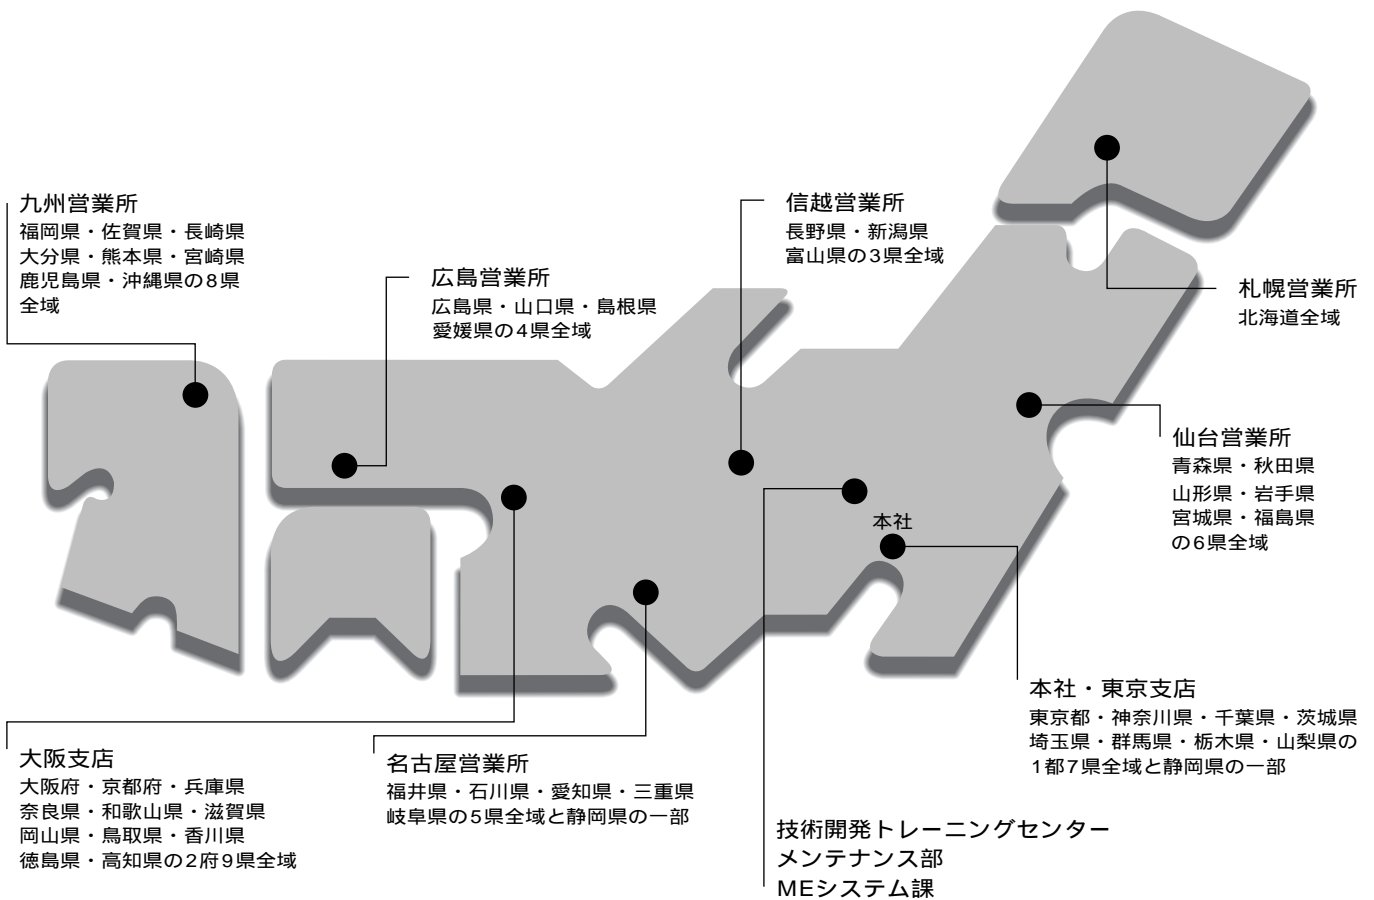 九州営業所
福岡県・佐賀県・長崎県
大分県・熊本県・宮崎県
鹿児島県・沖縄県の8県
全域
広島営業所
広島県・山口県・島根県
愛媛県の4県全域
信越営業所
長野県・新潟県
富山県の3県全域
札幌営業所
北海道全域
仙台営業所
青森県・秋田県
山形県・岩手県
宮城県・福島県
の6県全域
本社
本社・東京支店
東京都・神奈川県・千葉県・茨城県
埼玉県・群馬県・栃木県・山梨県の
1都7県全域と静岡県の一部
大阪支店
大阪府・京都府・兵庫県
奈良県・和歌山県・滋賀県
岡山県・鳥取県・香川県
徳島県・高知県の2府9県全域
名古屋営業所
福井県・石川県・愛知県・三重県
岐阜県の5県全域と静岡県の一部
技術開発トレーニングセンター
メンテナンス部
MEシステム課